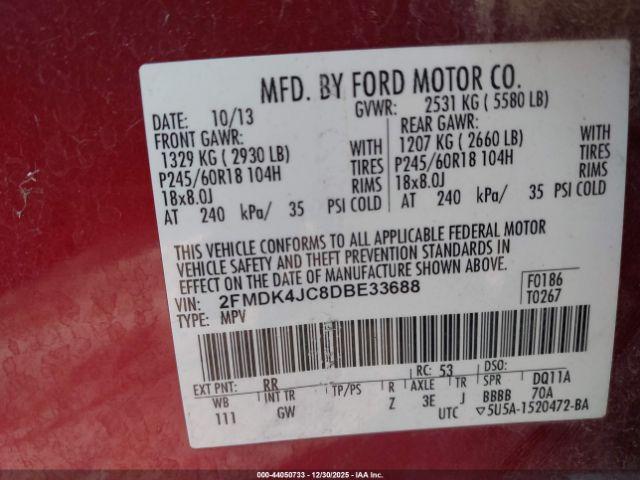 MFD. BY FORD MOTOR CO.
DATE: 10/13 GVWR: 2531 KG ( 5580 LB)
FRONT GAWR: REAR GAWR:
1329 KG ( 2930 LB) WITH 1207 KG ( 2660 LB) WITH
P245/60R18 104H TIRES P245/60R18 104H TIRES
18x8.0J RIMS 18x8.0J RIMS
AT 240 kPa/ 35 PSI COLD AT 240 kPa/ 35 PSI COLD
THIS VEHICLE CONFORMS TO ALL APPLICABLE FEDERAL MOTOR
VEHICLE SAFETY AND THEFT PREVENTION STANDARDS IN
EFFECT ON THE DATE OF MANUFACTURE SHOWN ABOVE.
VIN: 2FMDK4JC8DBE33688 F0186
TYPE: MPV T0267
EXT PNT: RR RC: 53 DSO:
WB INT TR TP/PS R AXLE TR SPR DQ11A
111 GW Z 3E J BBBB 70A
UTC ▽5U5A-1520472-BA
000-44050733 - 12/30/2025 - IAAI.com